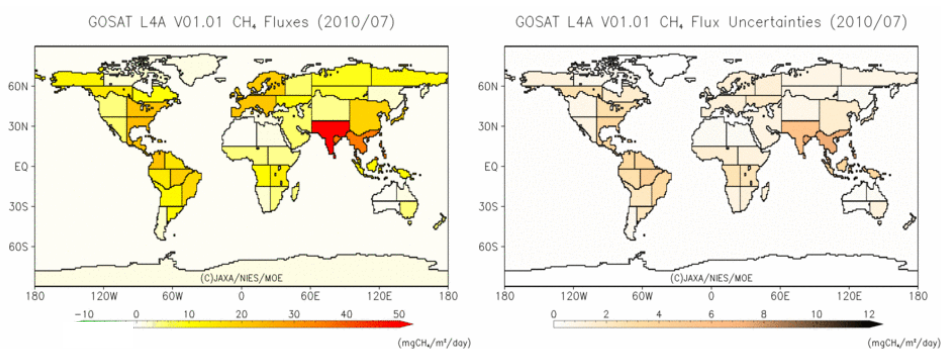 GOSAT L4A V01.01 CH₄ Fluxes (2010/07)
60N
30N
EQ
30S
60S
(C)JAXA/NIES/MOE
180 120W 60W 0 60E 120E 180
−10 0 10 20 30 40 50
(mgCH₄/m²/day)
GOSAT L4A V01.01 CH₄ Flux Uncertainties (2010/07)
60N
30N
EQ
30S
60S
(C)JAXA/NIES/MOE
180 120W 60W 0 60E 120E 180
0 2 4 6 8 10 12
(mgCH₄/m²/day)